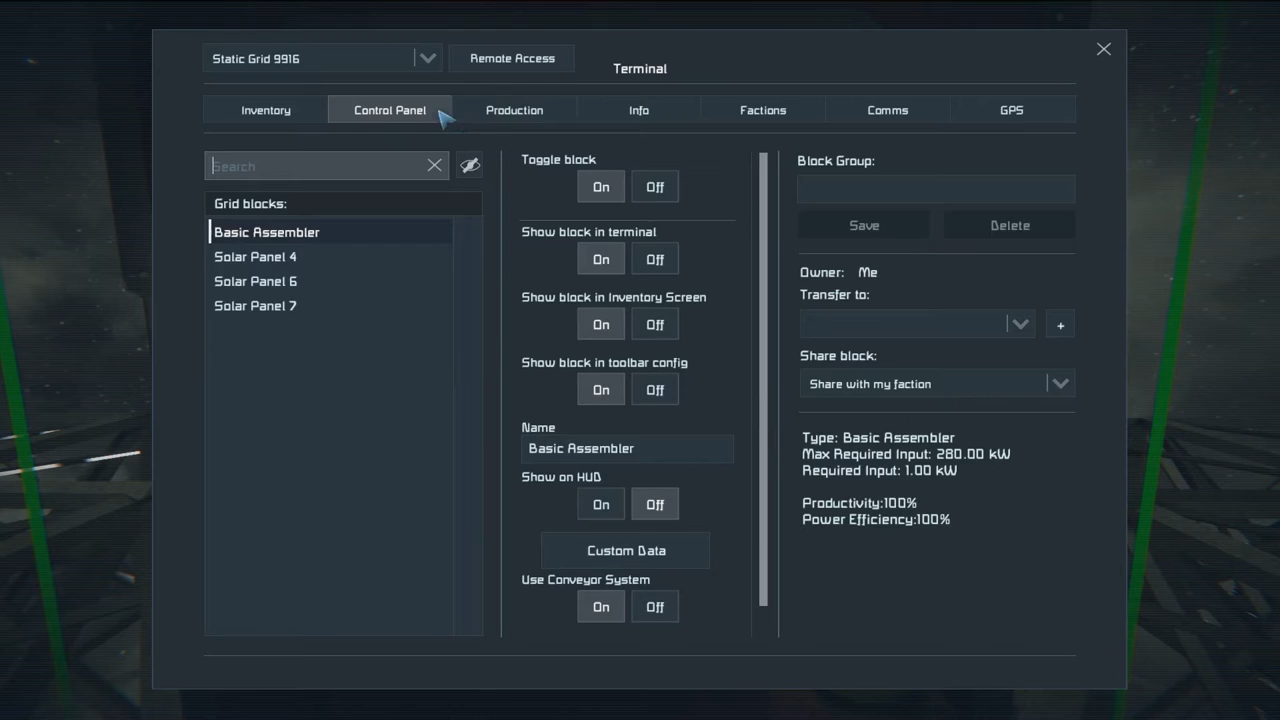 Static Grid 9916
Remote Access
Terminal
Inventory
Control Panel
Production
Info
Factions
Comms
GPS
Search
Grid blocks:
Basic Assembler
Solar Panel 4
Solar Panel 6
Solar Panel 7
Toggle block
On Off
Show block in terminal
On Off
Show block in Inventory Screen
On Off
Show block in toolbar config
On Off
Name
Basic Assembler
Show on HUD
On Off
Custom Data
Use Conveyor System
On Off
Block Group:
Save
Delete
Owner: Me
Transfer to:
+
Share block:
Share with my faction
Type: Basic Assembler
Max Required Input: 280.00 kW
Required Input: 1.00 kW
Productivity:100%
Power Efficiency:100%